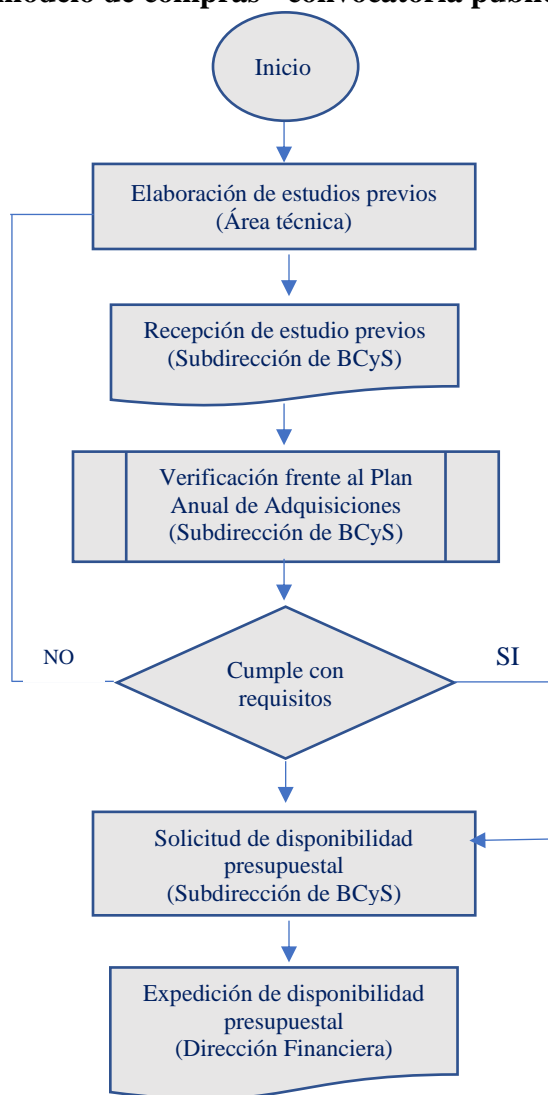 modelo de compras - convocatoria públic
Inicio
Elaboración de estudios previos
(Área técnica)
Recepción de estudio previos
(Subdirección de BCyS)
Verificación frente al Plan
Anual de Adquisiciones
(Subdirección de BCyS)
NO
Cumple con
requisitos
SI
Solicitud de disponibilidad
presupuestal
(Subdirección de BCyS)
Expedición de disponibilidad
presupuestal
(Dirección Financiera)